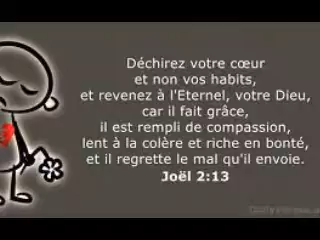 Déchirez votre cœur
et non vos habits,
et revenez à l'Eternel, votre Dieu,
car il fait grâce,
il est rempli de compassion,
lent à la colère et riche en bonté,
et il regrette le mal qu'il envoie.
Joël 2:13